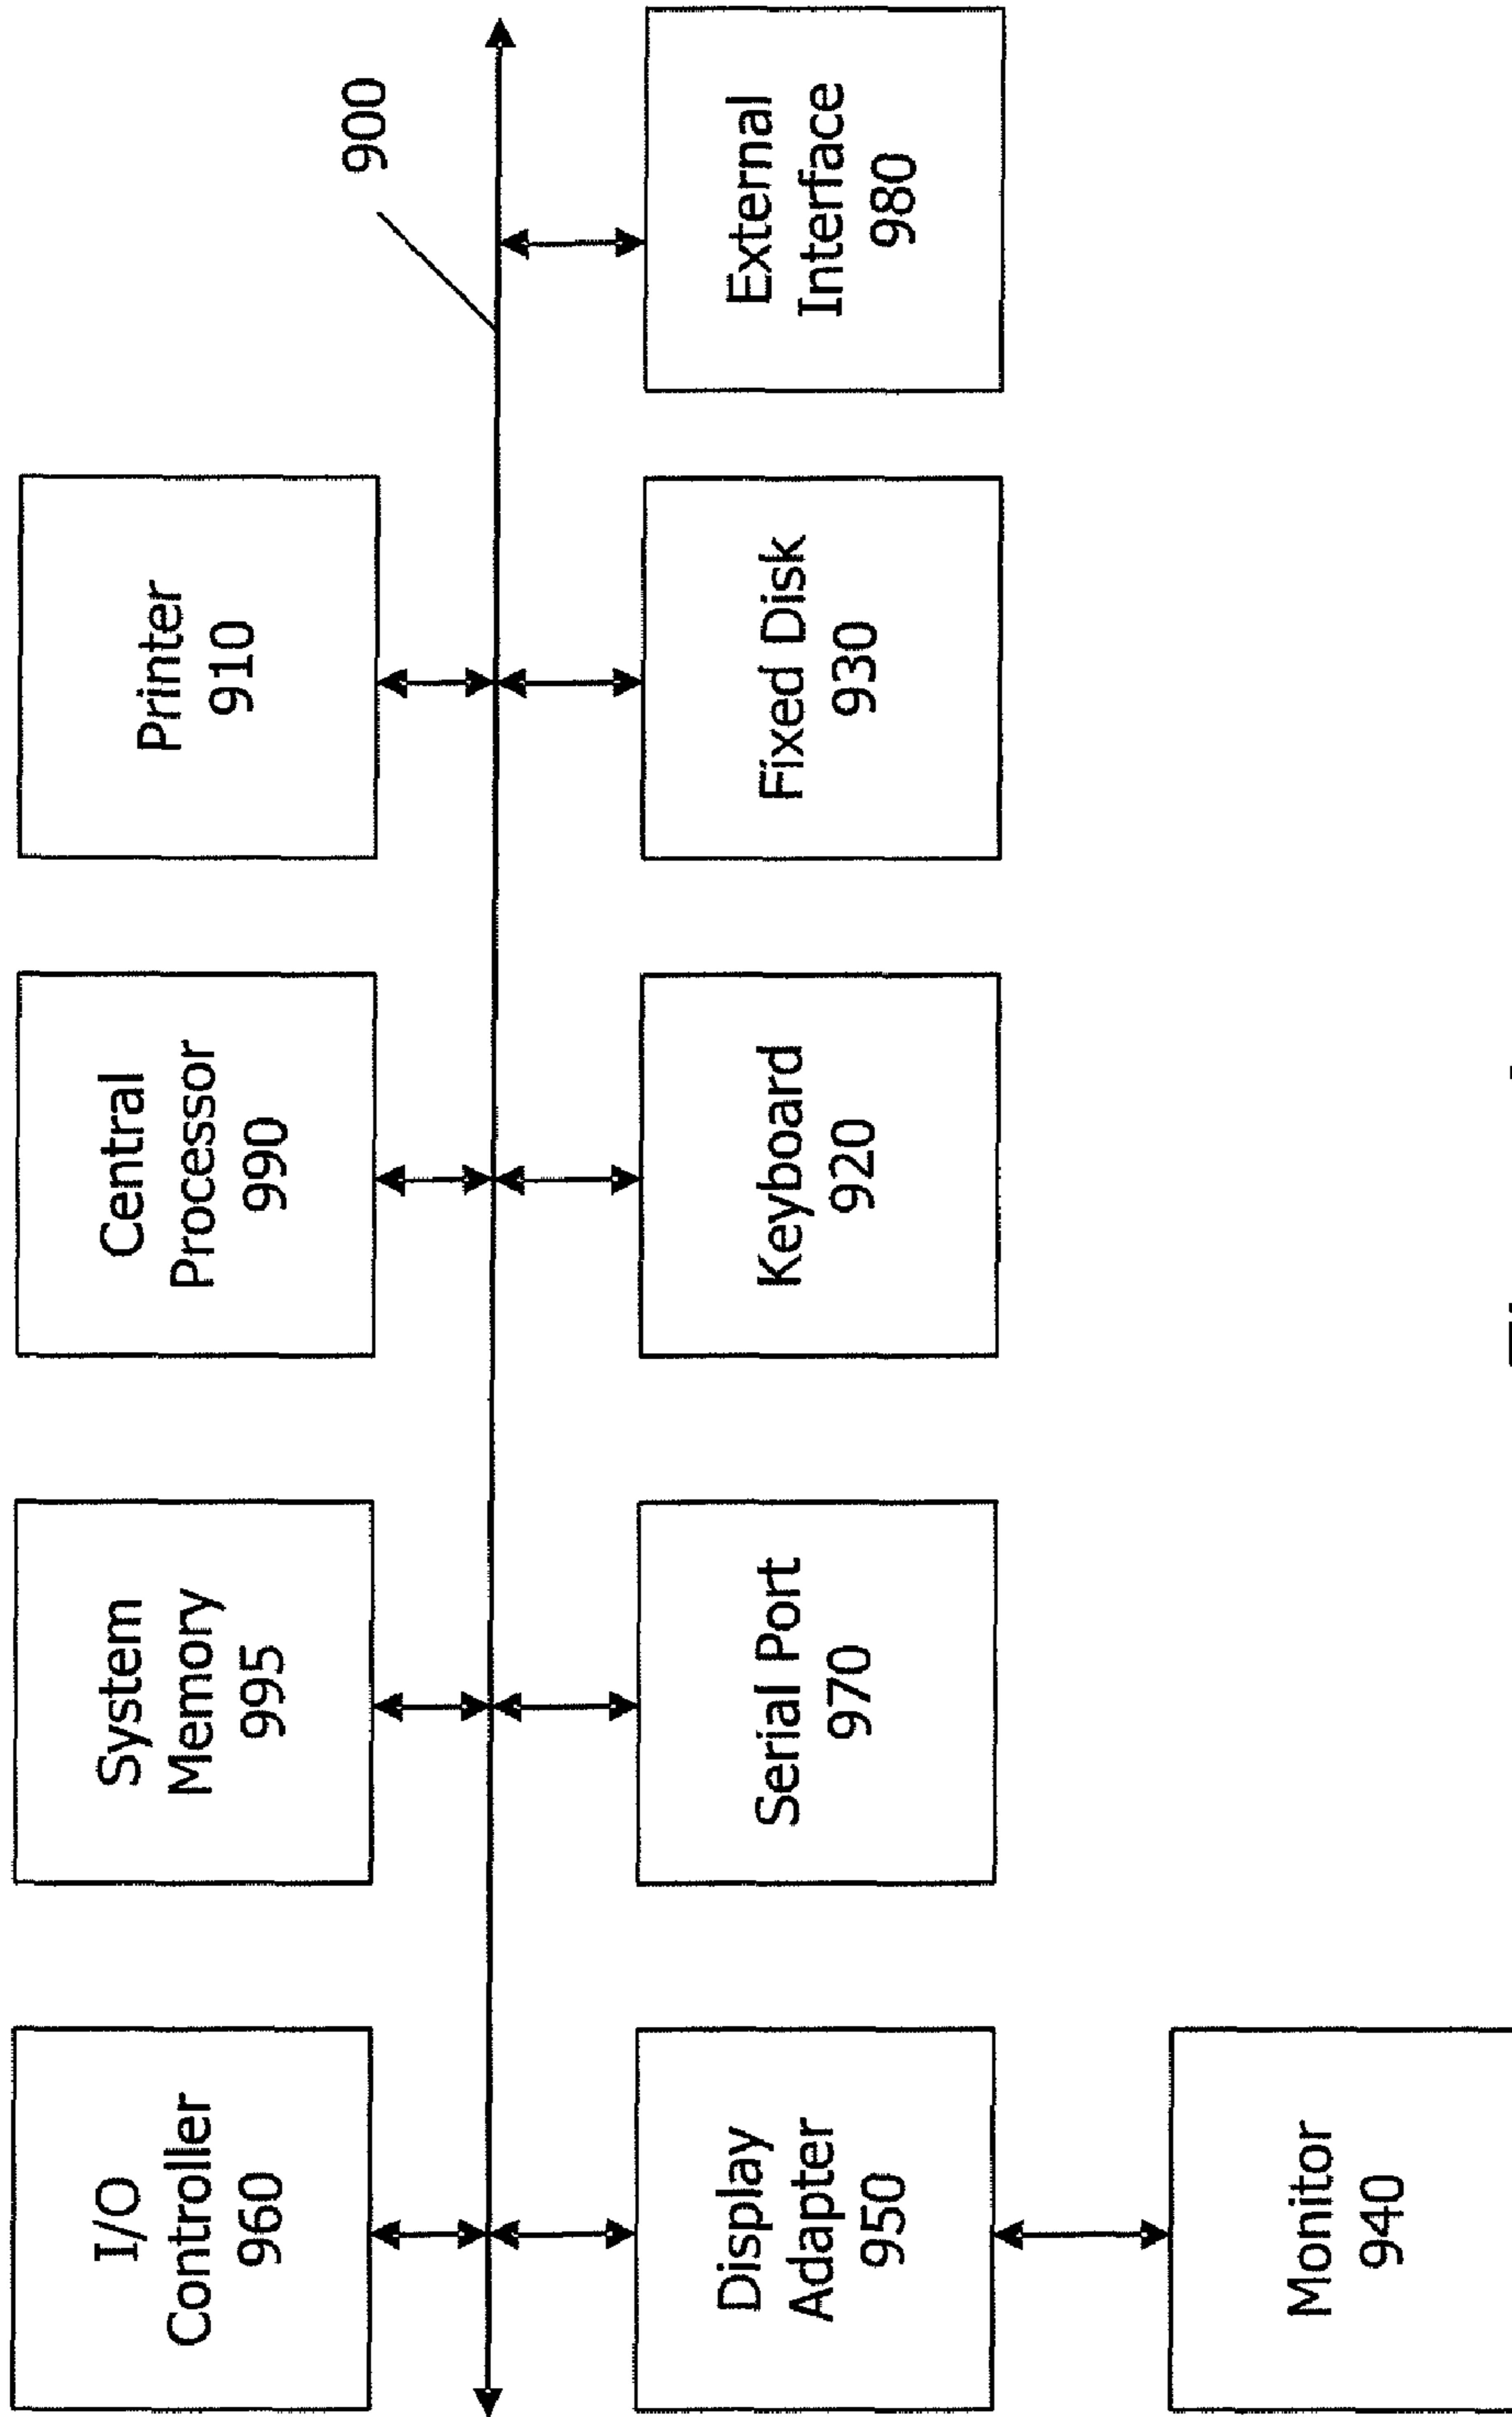 I/O
Controller
960
System
Memory
995
Central
Processor
990
Printer
910
900
Display
Adapter
950
Serial Port
970
Keyboard
920
Fixed Disk
930
External
Interface
980
Monitor
940